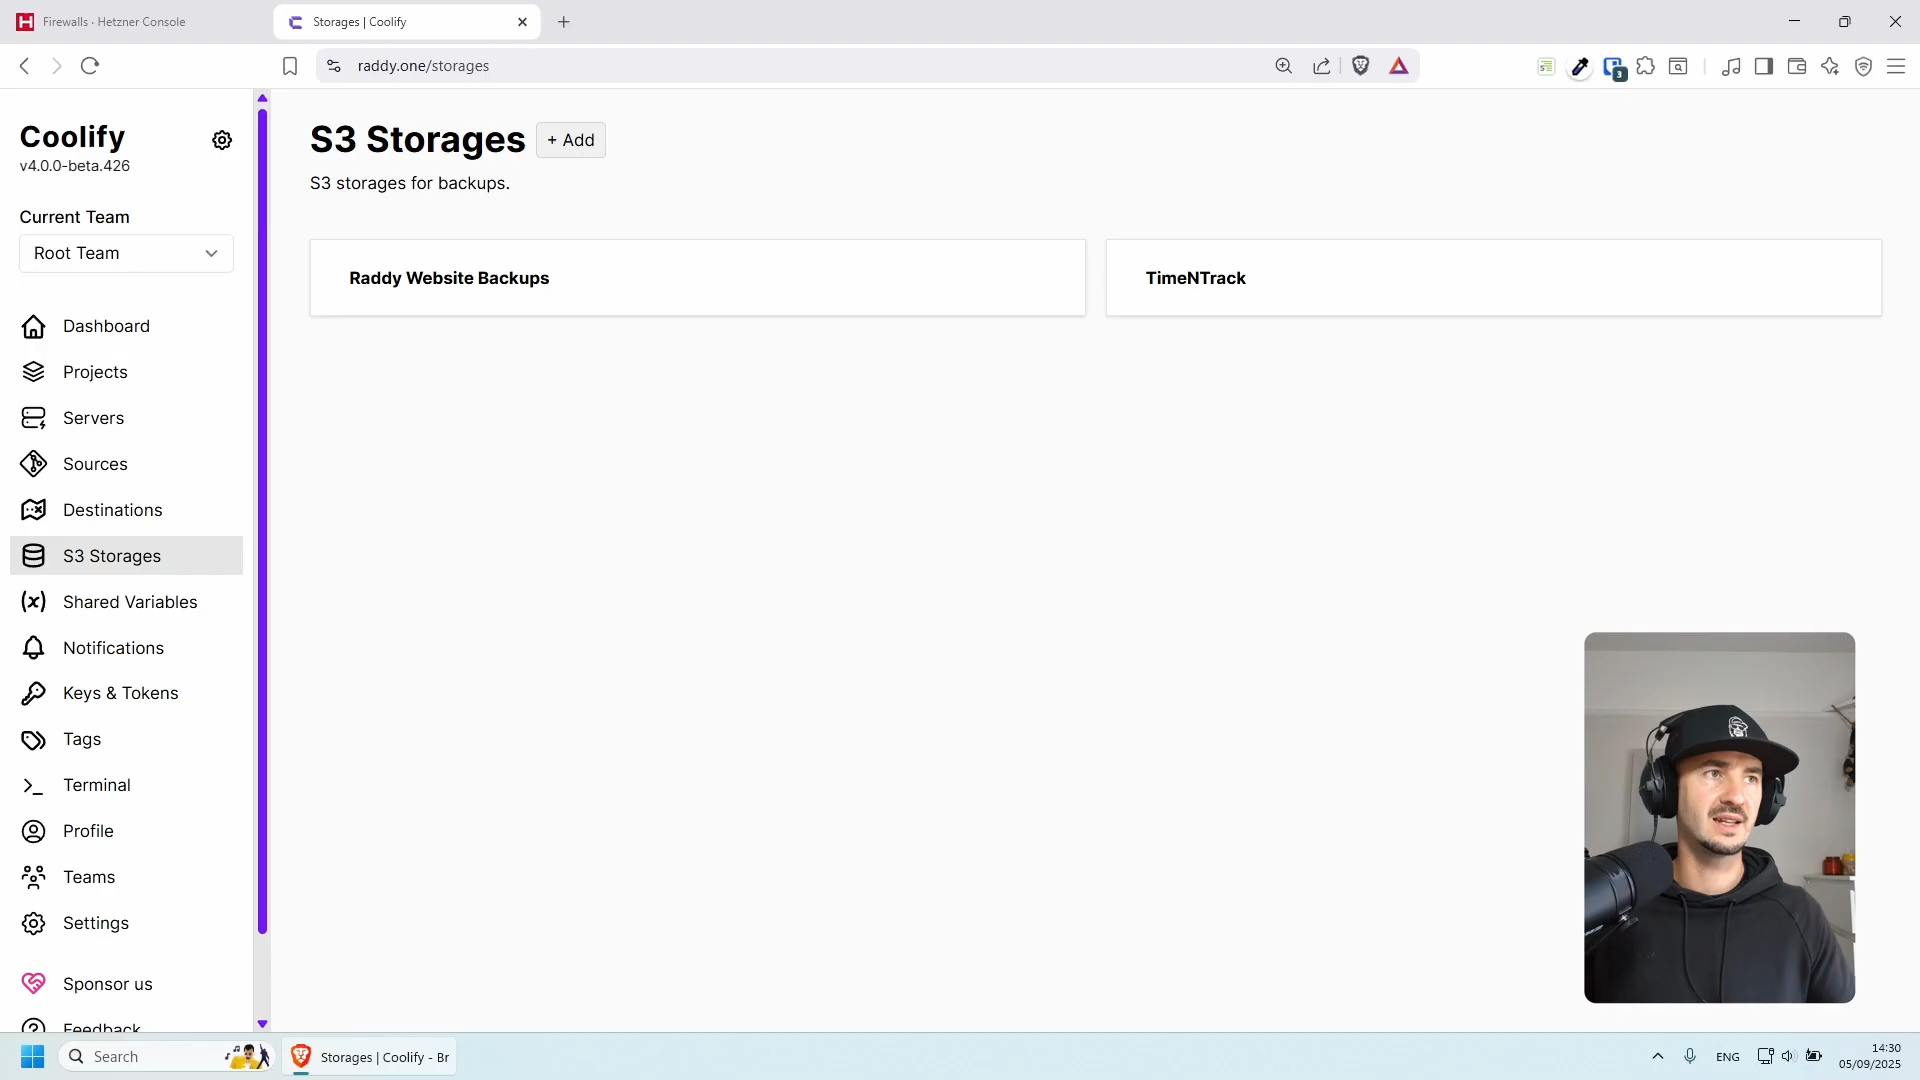 Firewalls · Hetzner Console
Storages | Coolify
raddy.one/storages
3
Coolify
v4.0.0-beta.426
Current Team
Root Team
Dashboard
Projects
Servers
Sources
Destinations
S3 Storages
Shared Variables
Notifications
Keys & Tokens
Tags
Terminal
Profile
Teams
Settings
Sponsor us
Feedback
S3 Storages
+ Add
S3 storages for backups.
Raddy Website Backups
TimeNTrack
Search
Storages | Coolify - Br
ENG
14:30
05/09/2025